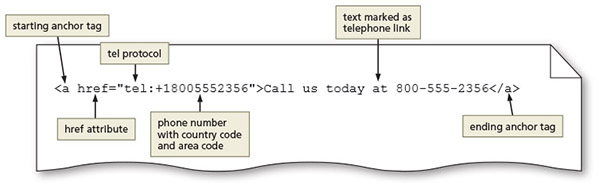 starting anchor tag
tel protocol
text marked as
telephone link
<a href="tel:+18005552356">Call us today at 800-555-2356</a>
href attribute
phone number
with country code
and area code
ending anchor tag